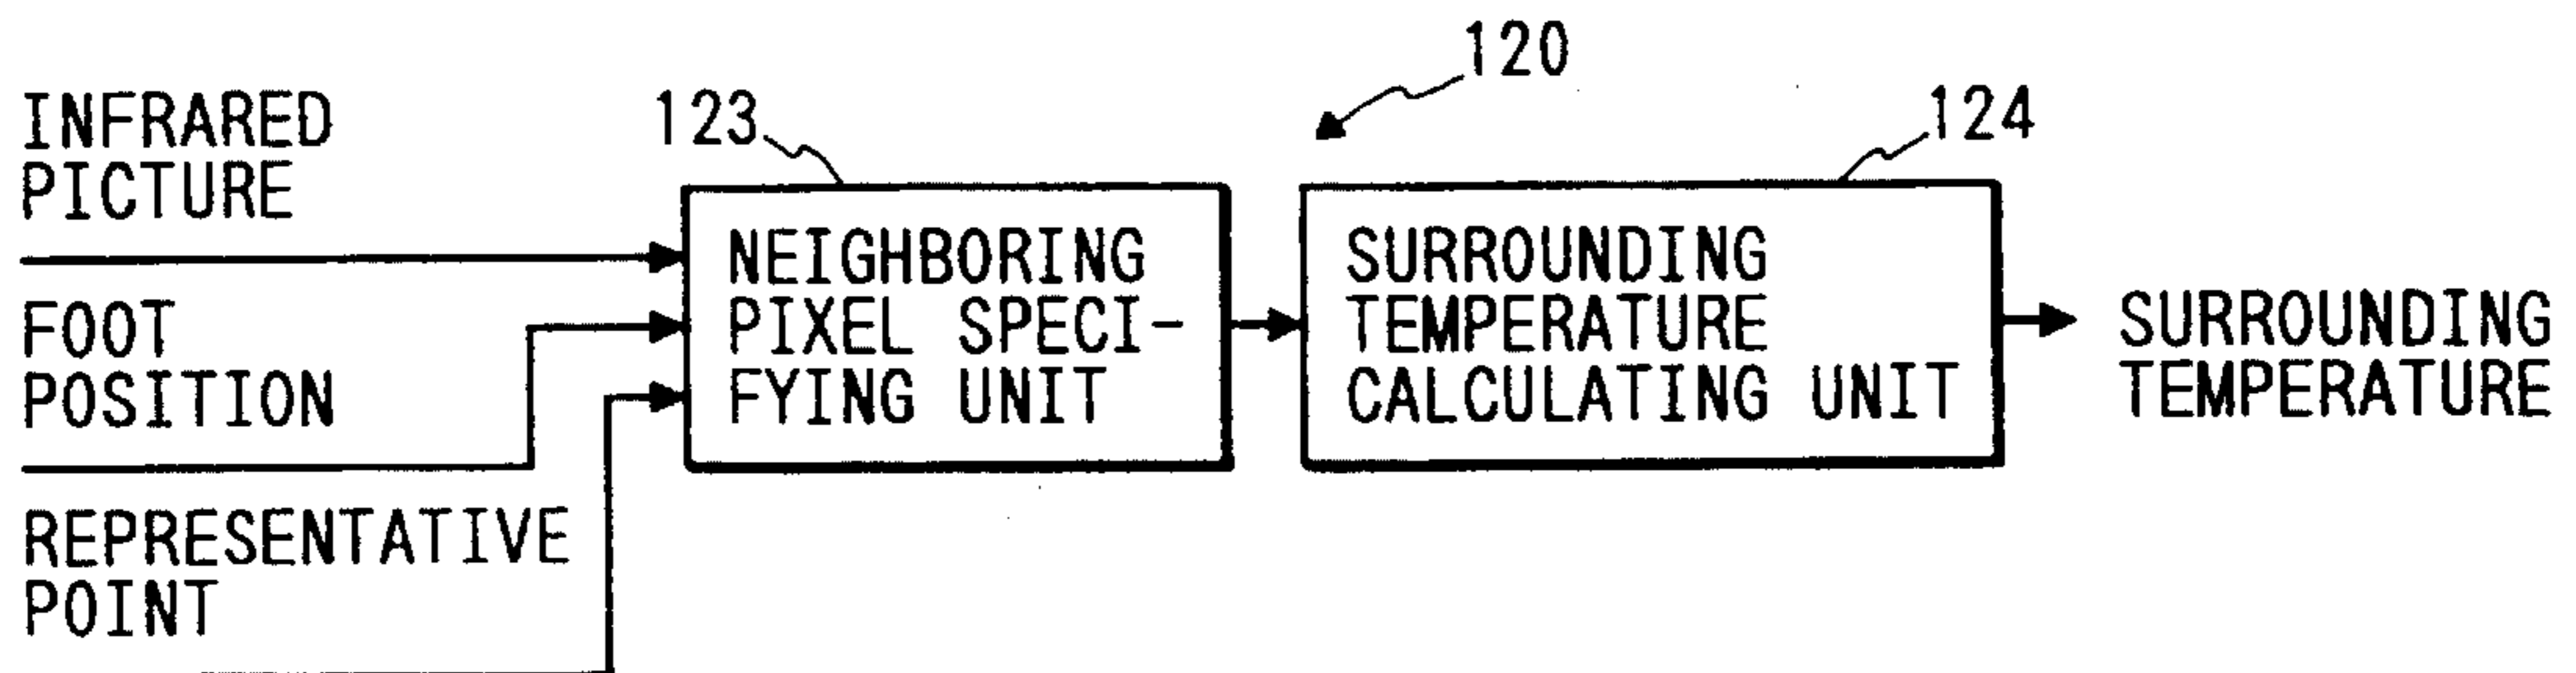 120
INFRARED
PICTURE
123
124
FOOT
POSITION
REPRESENTATIVE
POINT
NEIGHBORING
PIXEL SPECI-
FYING UNIT
SURROUNDING
TEMPERATURE
CALCULATING UNIT
SURROUNDING
TEMPERATURE